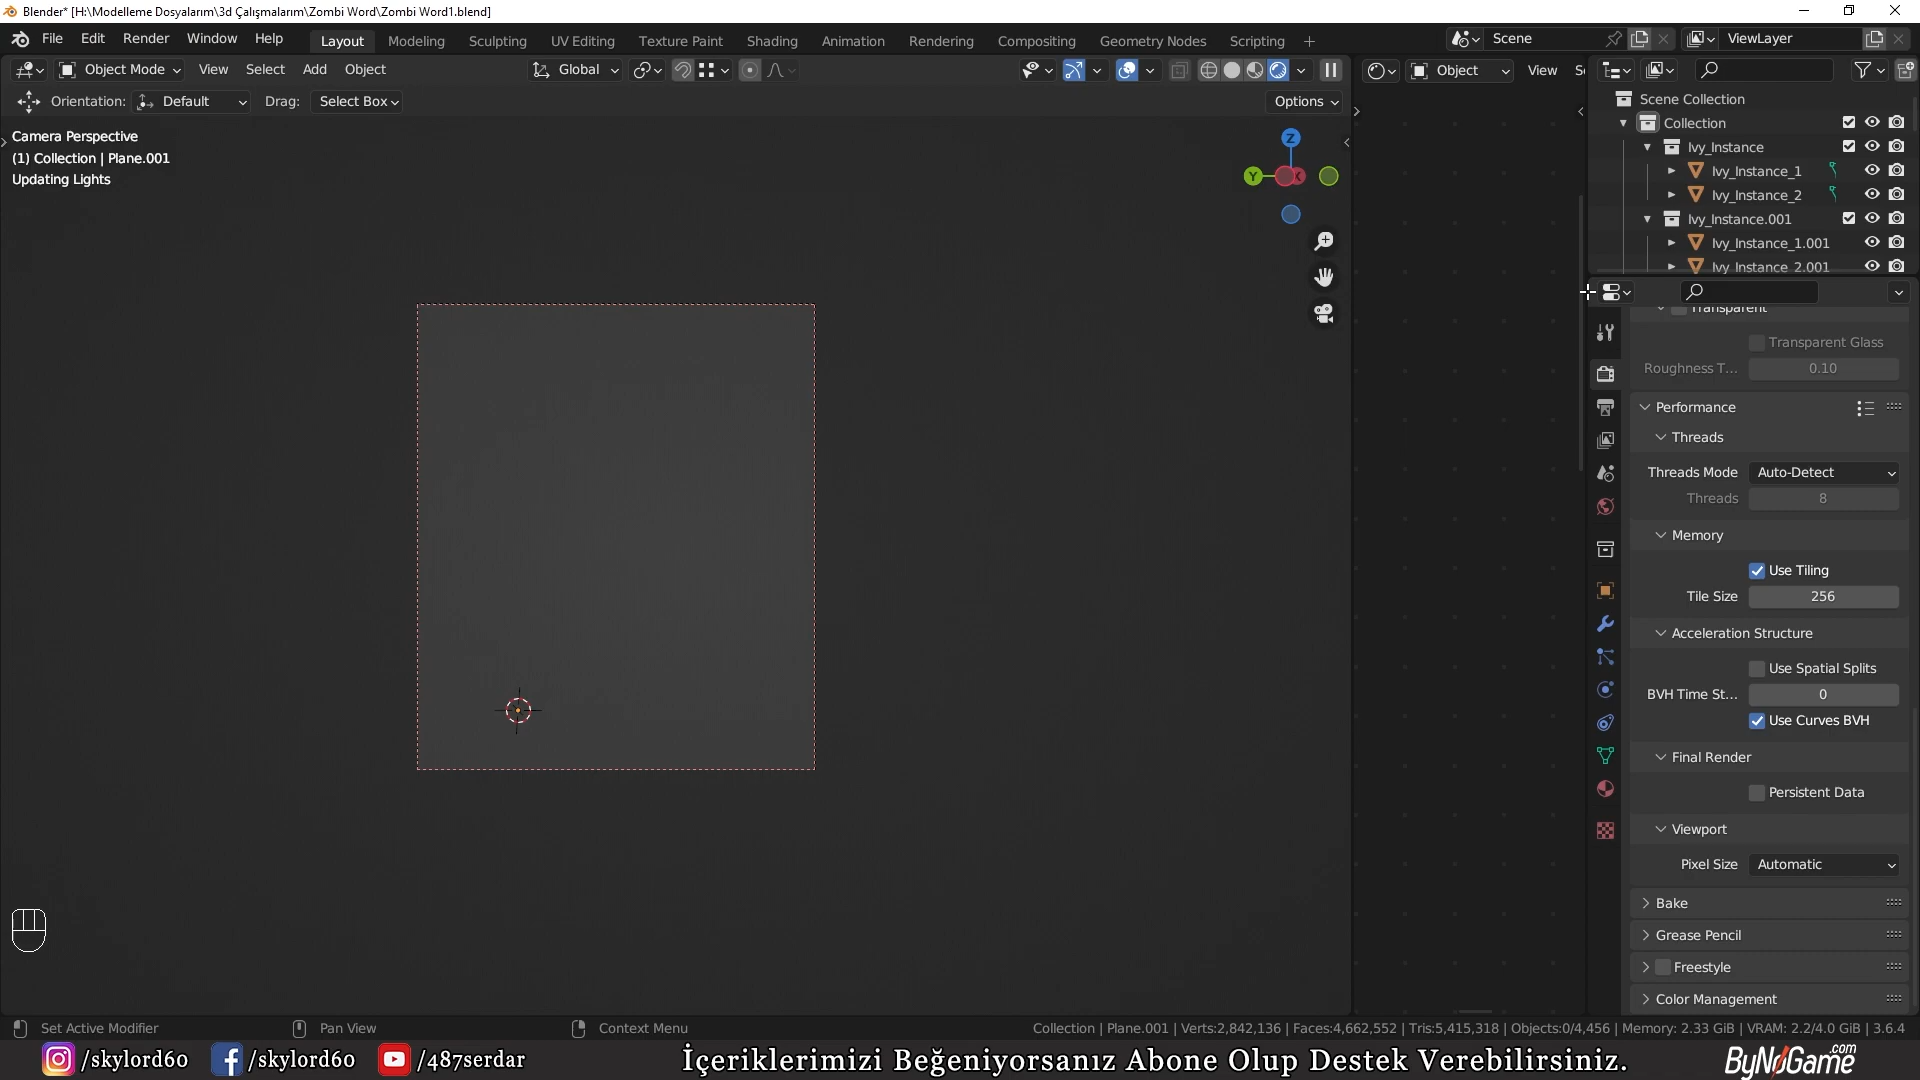 Blender* [H:\Modelleme Dosyalarım\3d Çalışmalarım\Zombi Word\Zombi Word1.blend]
File Edit Render Window Help
Layout Modeling Sculpting UV Editing Texture Paint Shading Animation Rendering Compositing Geometry Nodes Scripting +
Scene
ViewLayer
Object Mode View Select Add Object
Global
Object View
Orientation: Default Drag: Select Box
Options
Camera Perspective
(1) Collection | Plane.001
Updating Lights
Z
Y
X
Scene Collection
Collection
Ivy_Instance
Ivy_Instance_1
Ivy_Instance_2
Ivy_Instance.001
Ivy_Instance_1.001
Ivy_Instance_2.001
Transparent
Transparent Glass
Roughness T... 0.10
Performance
Threads
Threads Mode Auto-Detect
Threads 8
Memory
Use Tiling
Tile Size 256
Acceleration Structure
Use Spatial Splits
BVH Time St... 0
Use Curves BVH
Final Render
Persistent Data
Viewport
Pixel Size Automatic
Bake
Grease Pencil
Freestyle
Color Management
Set Active Modifier Pan View Context Menu
Collection | Plane.001 | Verts:2,842,136 | Faces:4,662,552 | Tris:5,415,318 | Objects:0/4,456 | Memory: 2.33 GiB | VRAM: 2.2/4.0 GiB | 3.6.4
/skylord60 /skylord60 /487serdar
İçeriklerimizi Beğeniyorsanız Abone Olup Destek Verebilirsiniz.
ByNoGame.com